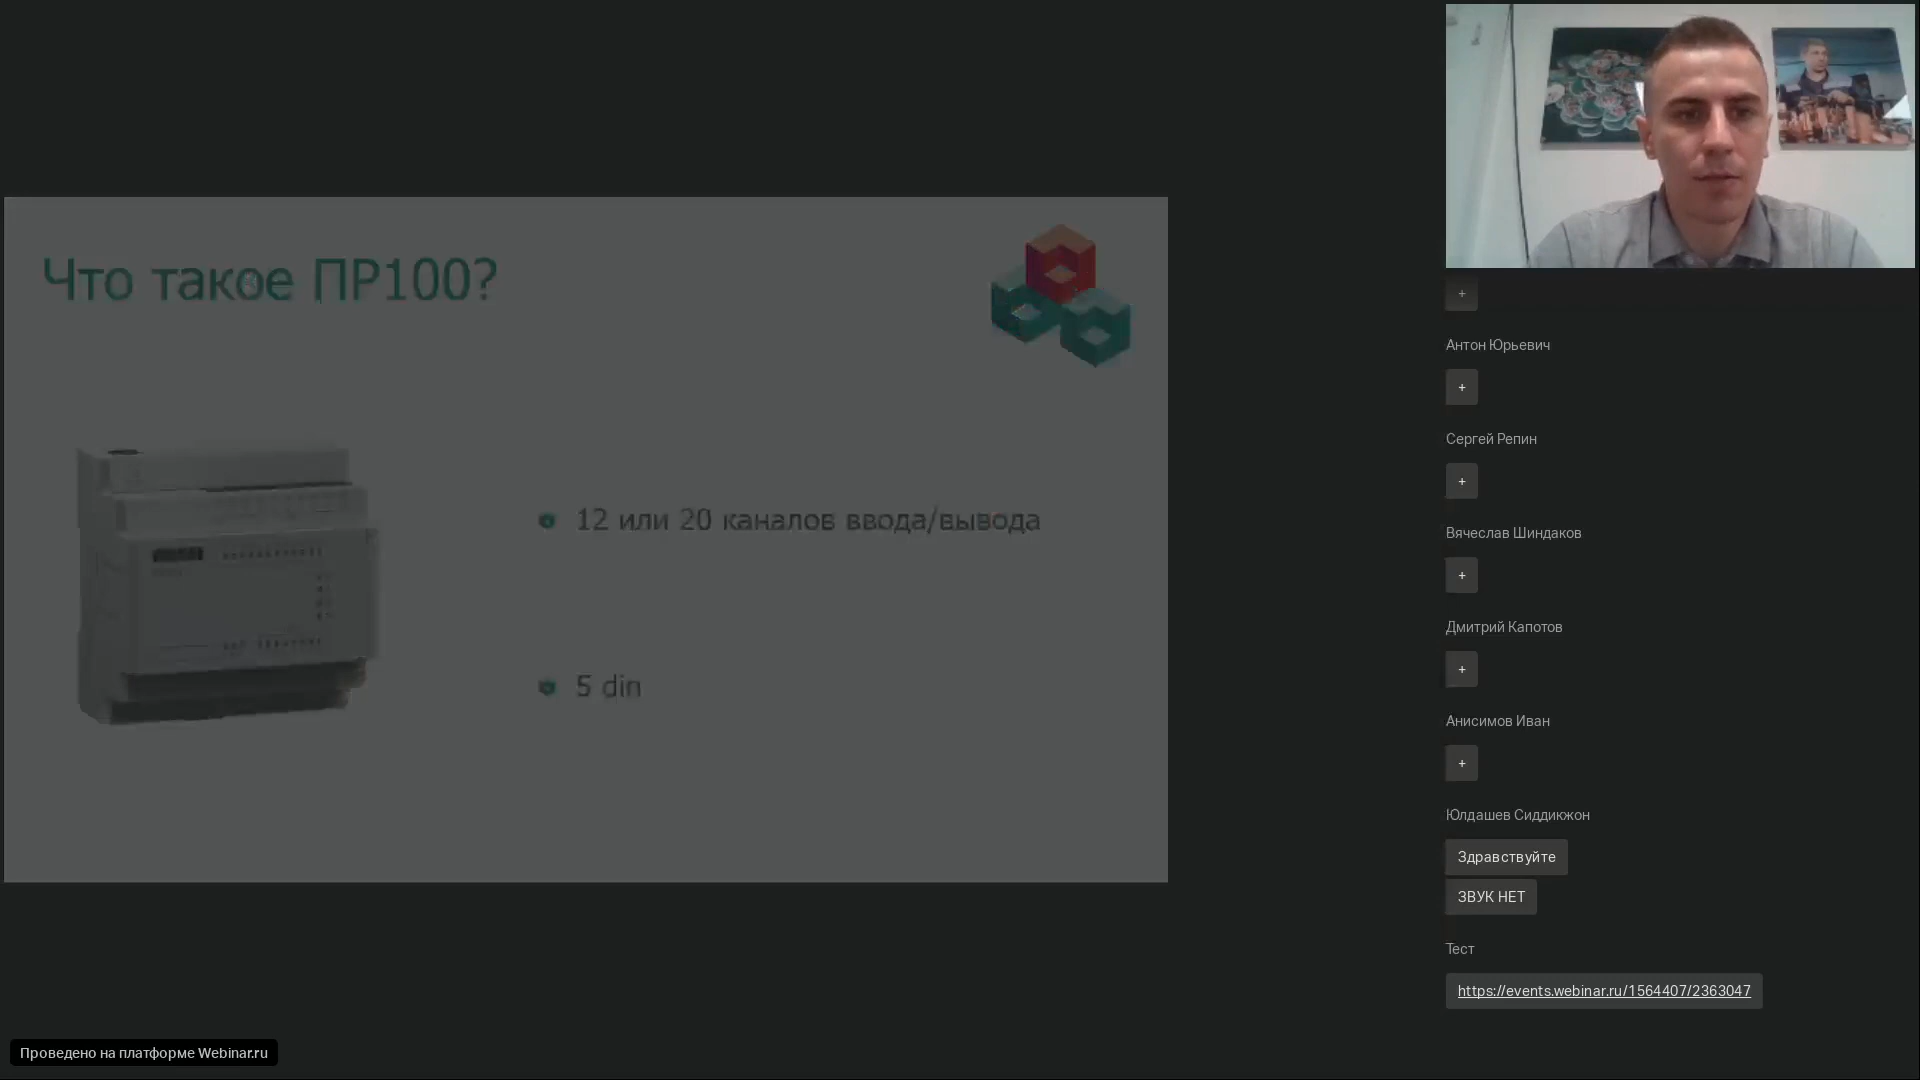 Что такое ПР100?
12 или 20 каналов ввода/вывода
5 din
+
Антон Юрьевич
+
Сергей Репин
+
Вячеслав Шиндаков
+
Дмитрий Капотов
+
Анисимов Иван
+
Юлдашев Сиддикжон
Здравствуйте
ЗВУК НЕТ
Тест
https://events.webinar.ru/1564407/2363047
Проведено на платформе Webinar.ru